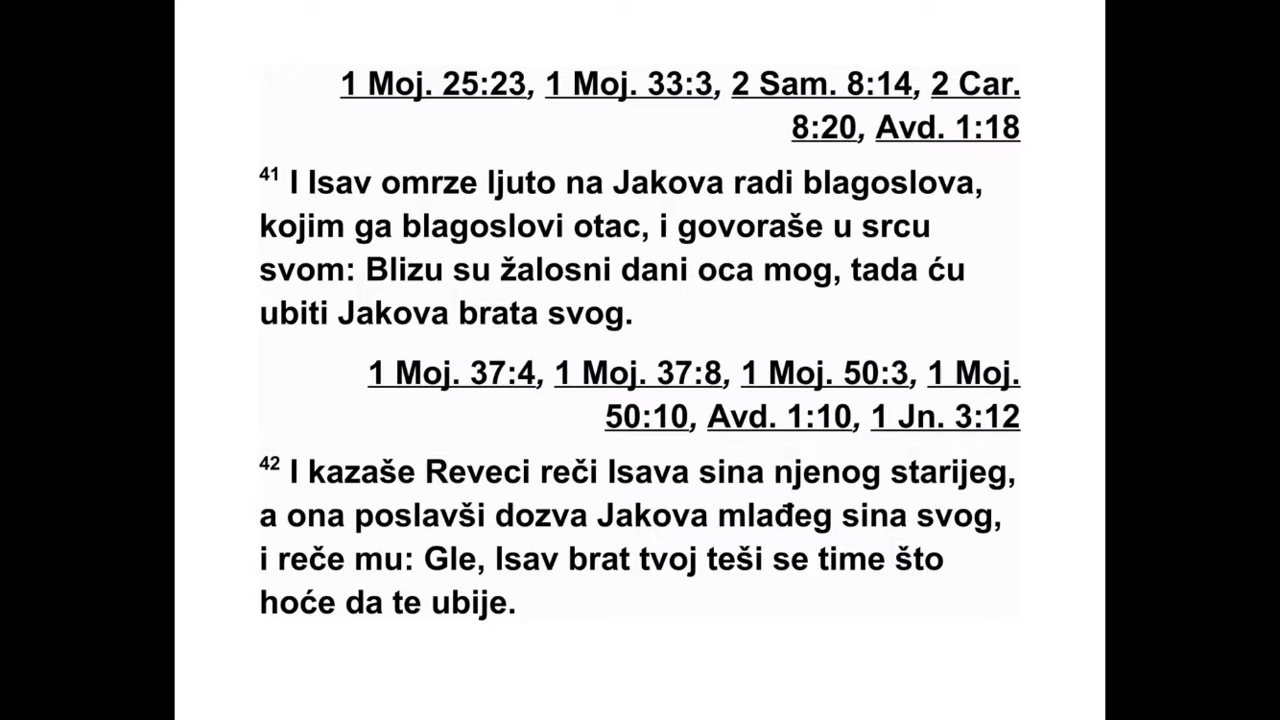 1 Moj. 25:23, 1 Moj. 33:3, 2 Sam. 8:14, 2 Car.
8:20, Avd. 1:18
41 I Isav omrze ljuto na Jakova radi blagoslova,
kojim ga blagoslovi otac, i govoraše u srcu
svom: Blizu su žalosni dani oca mog, tada ću
ubiti Jakova brata svog.
1 Moj. 37:4, 1 Moj. 37:8, 1 Moj. 50:3, 1 Moj.
50:10, Avd. 1:10, 1 Jn. 3:12
42 I kazaše Reveci reči Isava sina njenog starijeg,
a ona poslavši dozva Jakova mlađeg sina svog,
i reče mu: Gle, Isav brat tvoj teši se time što
hoće da te ubije.